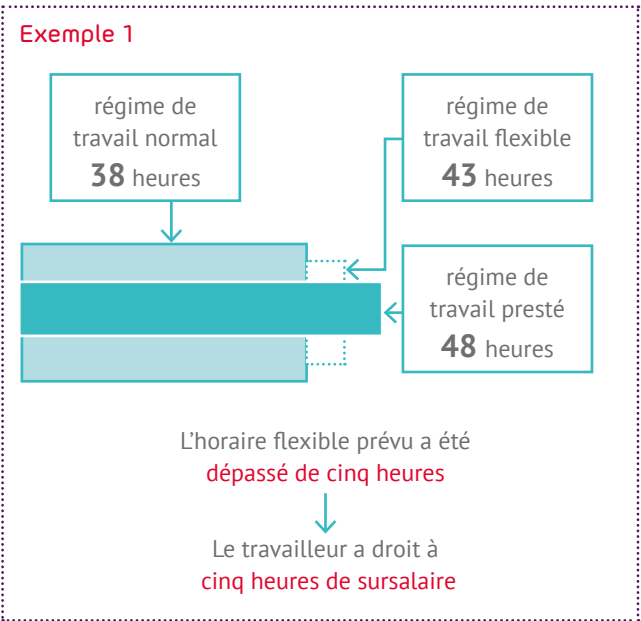 Exemple 1
régime de
travail normal
38 heures
régime de
travail flexible
43 heures
régime de
travail presté
48 heures
L'horaire flexible prévu a été
dépassé de cinq heures
Le travailleur a droit à
cinq heures de sursalaire